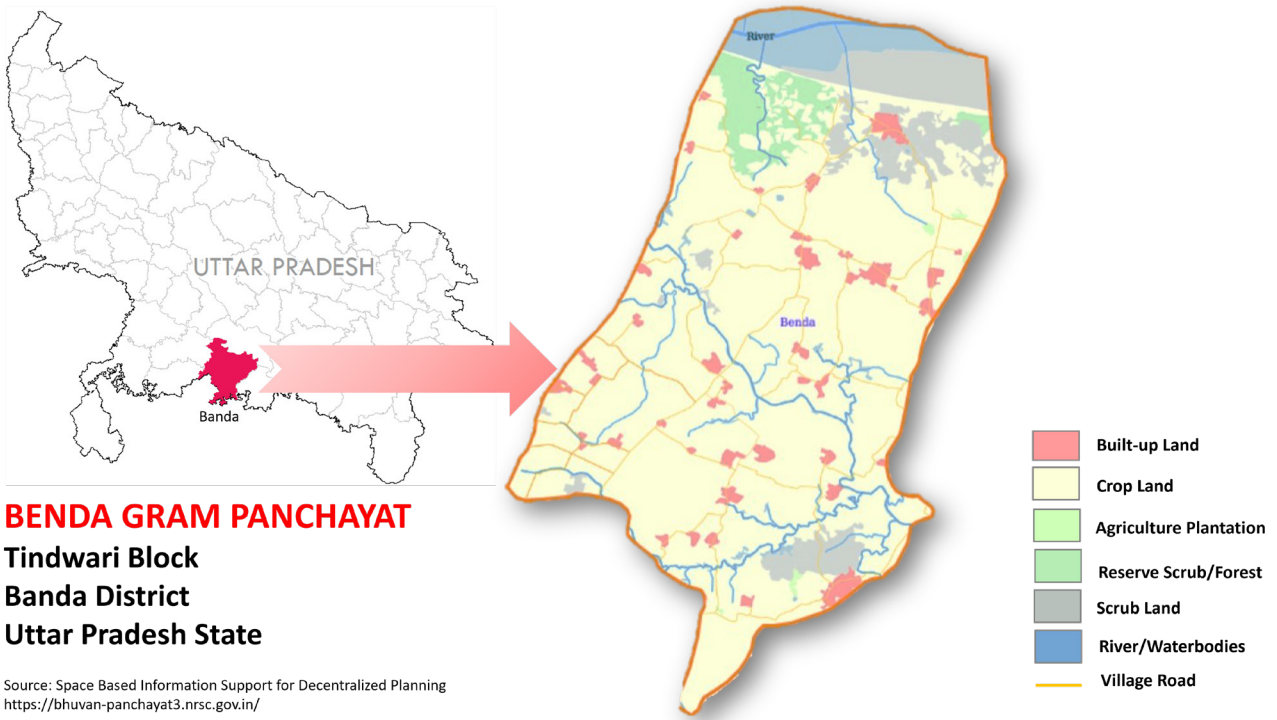 UTTAR PRADESH
Banda
BENDA GRAM PANCHAYAT
Tindwari Block
Banda District
Uttar Pradesh State
Source: Space Based Information Support for Decentralized Planning
https://bhuvan-panchayat3.nrsc.gov.in/
River
Benda
Built-up Land
Crop Land
Agriculture Plantation
Reserve Scrub/Forest
Scrub Land
River/Waterbodies
Village Road